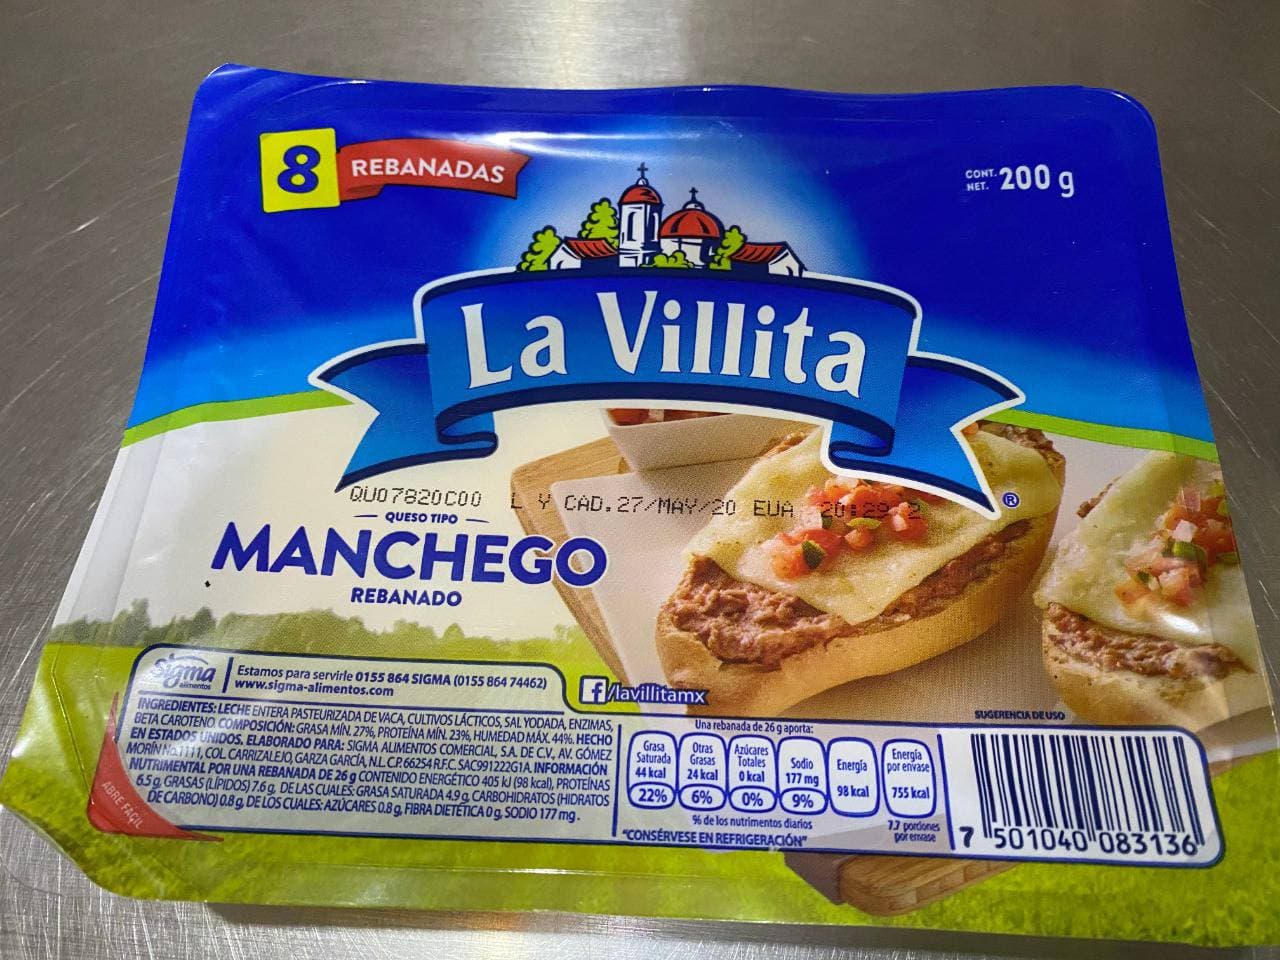 8 REBANADAS
CONT. NET. 200 g
La Villita
®
QUO7820C00 L Y CAD.27/MAY/20 EUA 20:29 2
QUESO TIPO
MANCHEGO
REBANADO
Sigma alimentos
Estamos para servirle 0155 864 SIGMA (0155 864 74462)
www.sigma-alimentos.com
f/lavillitamx
SUGERENCIA DE USO
INGREDIENTES: LECHE ENTERA PASTEURIZADA DE VACA, CULTIVOS LÁCTICOS, SAL YODADA, ENZIMAS,
BETA CAROTENO. COMPOSICIÓN: GRASA MÍN. 27%, PROTEÍNA MÍN. 23%, HUMEDAD MÁX. 44%. HECHO
EN ESTADOS UNIDOS, ELABORADO PARA: SIGMA ALIMENTOS COMERCIAL, S.A. DE C.V., AV. GÓMEZ
MORÍN No.1111, COL. CARRIZALEJO, GARZA GARCÍA, N.L. C.P. 66254 R.F.C. SAC991222G1A. INFORMACIÓN
NUTRIMENTAL POR UNA REBANADA DE 26 g CONTENIDO ENERGÉTICO 405 kJ (98 kcal), PROTEÍNAS
6.5 g, GRASAS (LÍPIDOS) 7.6 g, DE LAS CUALES: GRASA SATURADA 4.9 g, CARBOHIDRATOS (HIDRATOS
DE CARBONO) 0.8 g, DE LOS CUALES: AZÚCARES 0.8 g, FIBRA DIETÉTICA 0 g, SODIO 177 mg.
ABRE FÁCIL
Una rebanada de 26 g aporta:
Grasa Saturada 44 kcal 22%
Otras Grasas 24 kcal 6%
Azúcares Totales 0 kcal 0%
Sodio 177 mg 9%
Energía 98 kcal
Energía por envase 755 kcal
% de los nutrimentos diarios
7.7 porciones por envase
"CONSÉRVESE EN REFRIGERACIÓN"
7 501040 083136